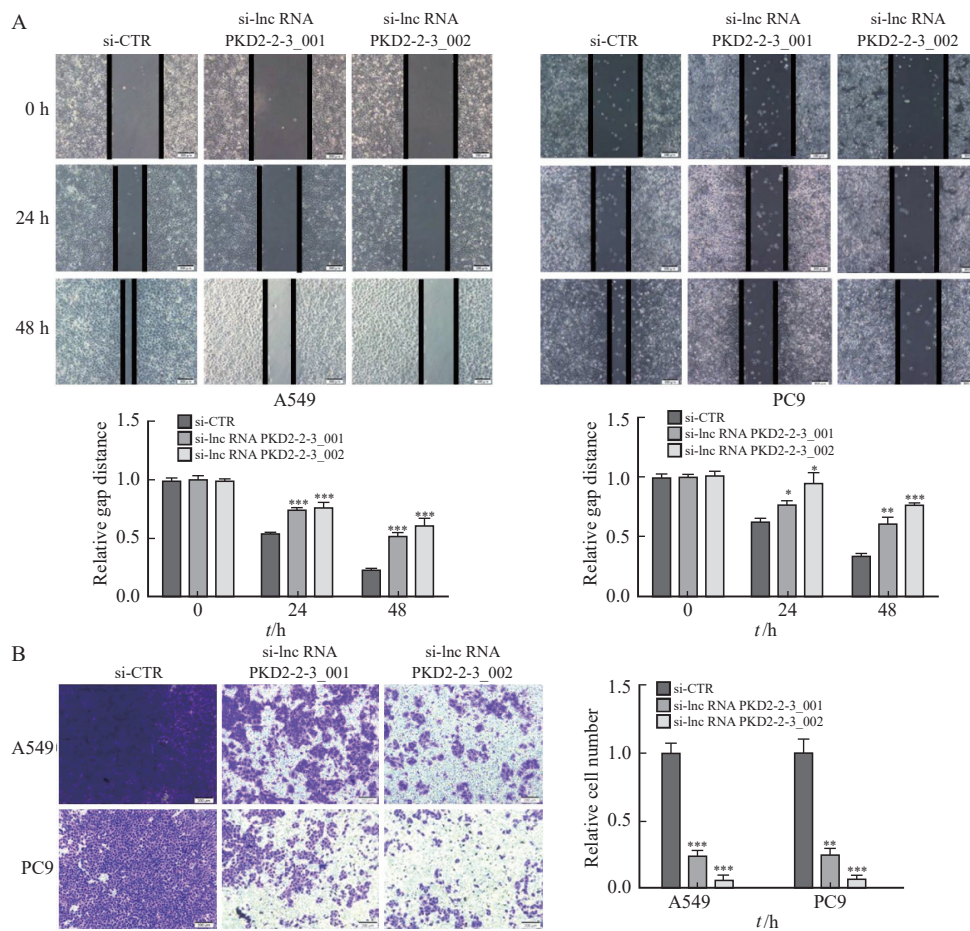 A
si-CTR
si-lnc RNA
PKD2-2-3_001
si-lnc RNA
PKD2-2-3_002
si-CTR
si-lnc RNA
PKD2-2-3_001
si-lnc RNA
PKD2-2-3_002
0 h
24 h
48 h
A549
PC9
Relative gap distance
1.5
1.0
0.5
0.0
si-CTR
si-lnc RNA PKD2-2-3_001
si-lnc RNA PKD2-2-3_002
***
***
***
***
0
24
48
t/h
Relative gap distance
1.5
1.0
0.5
0.0
si-CTR
si-lnc RNA PKD2-2-3_001
si-lnc RNA PKD2-2-3_002
*
*
**
***
0
24
48
t/h
B
si-CTR
si-lnc RNA
PKD2-2-3_001
si-lnc RNA
PKD2-2-3_002
A549
PC9
Relative cell number
1.5
1.0
0.5
0
si-CTR
si-lnc RNA PKD2-2-3_001
si-lnc RNA PKD2-2-3_002
***
***
**
***
A549
PC9
t/h